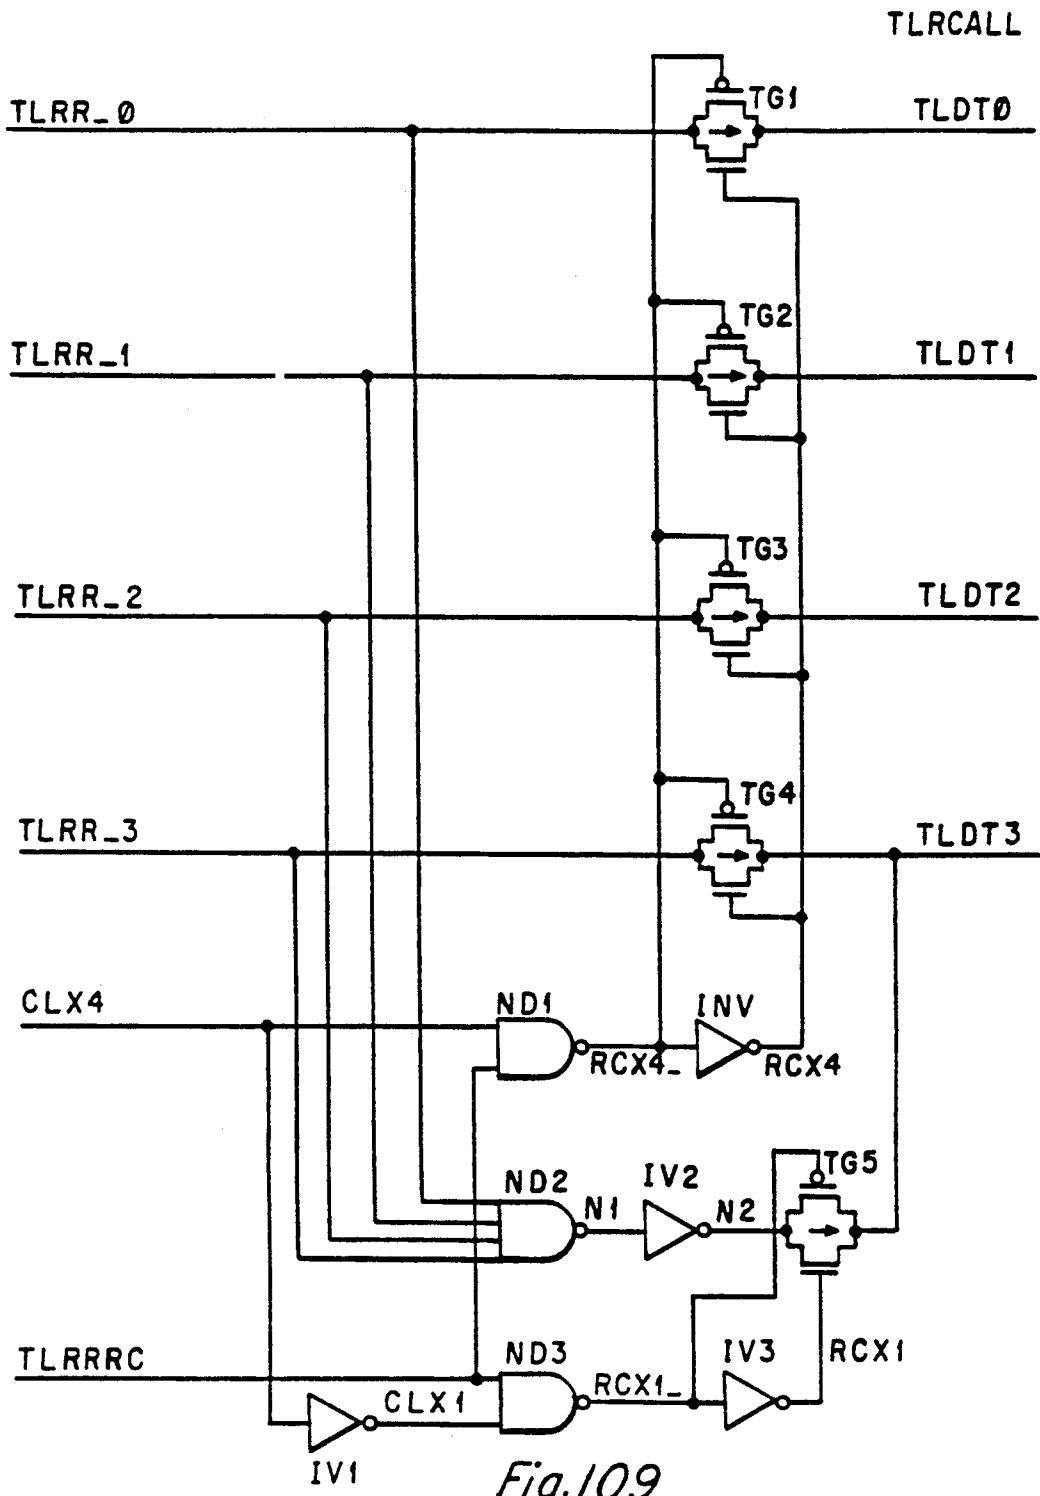 TLRCALL
TLRR_0 TG1 TLDT0
TLRR_1 TG2 TLDT1
TLRR_2 TG3 TLDT2
TLRR_3 TG4 TLDT3
CLX4 ND1 INV
RCX4_ RCX4
ND2 N1 IV2 N2 TG5
TLRRRC ND3 RCX1_ IV3 RCX1
CLX1
IV1
Fig.109